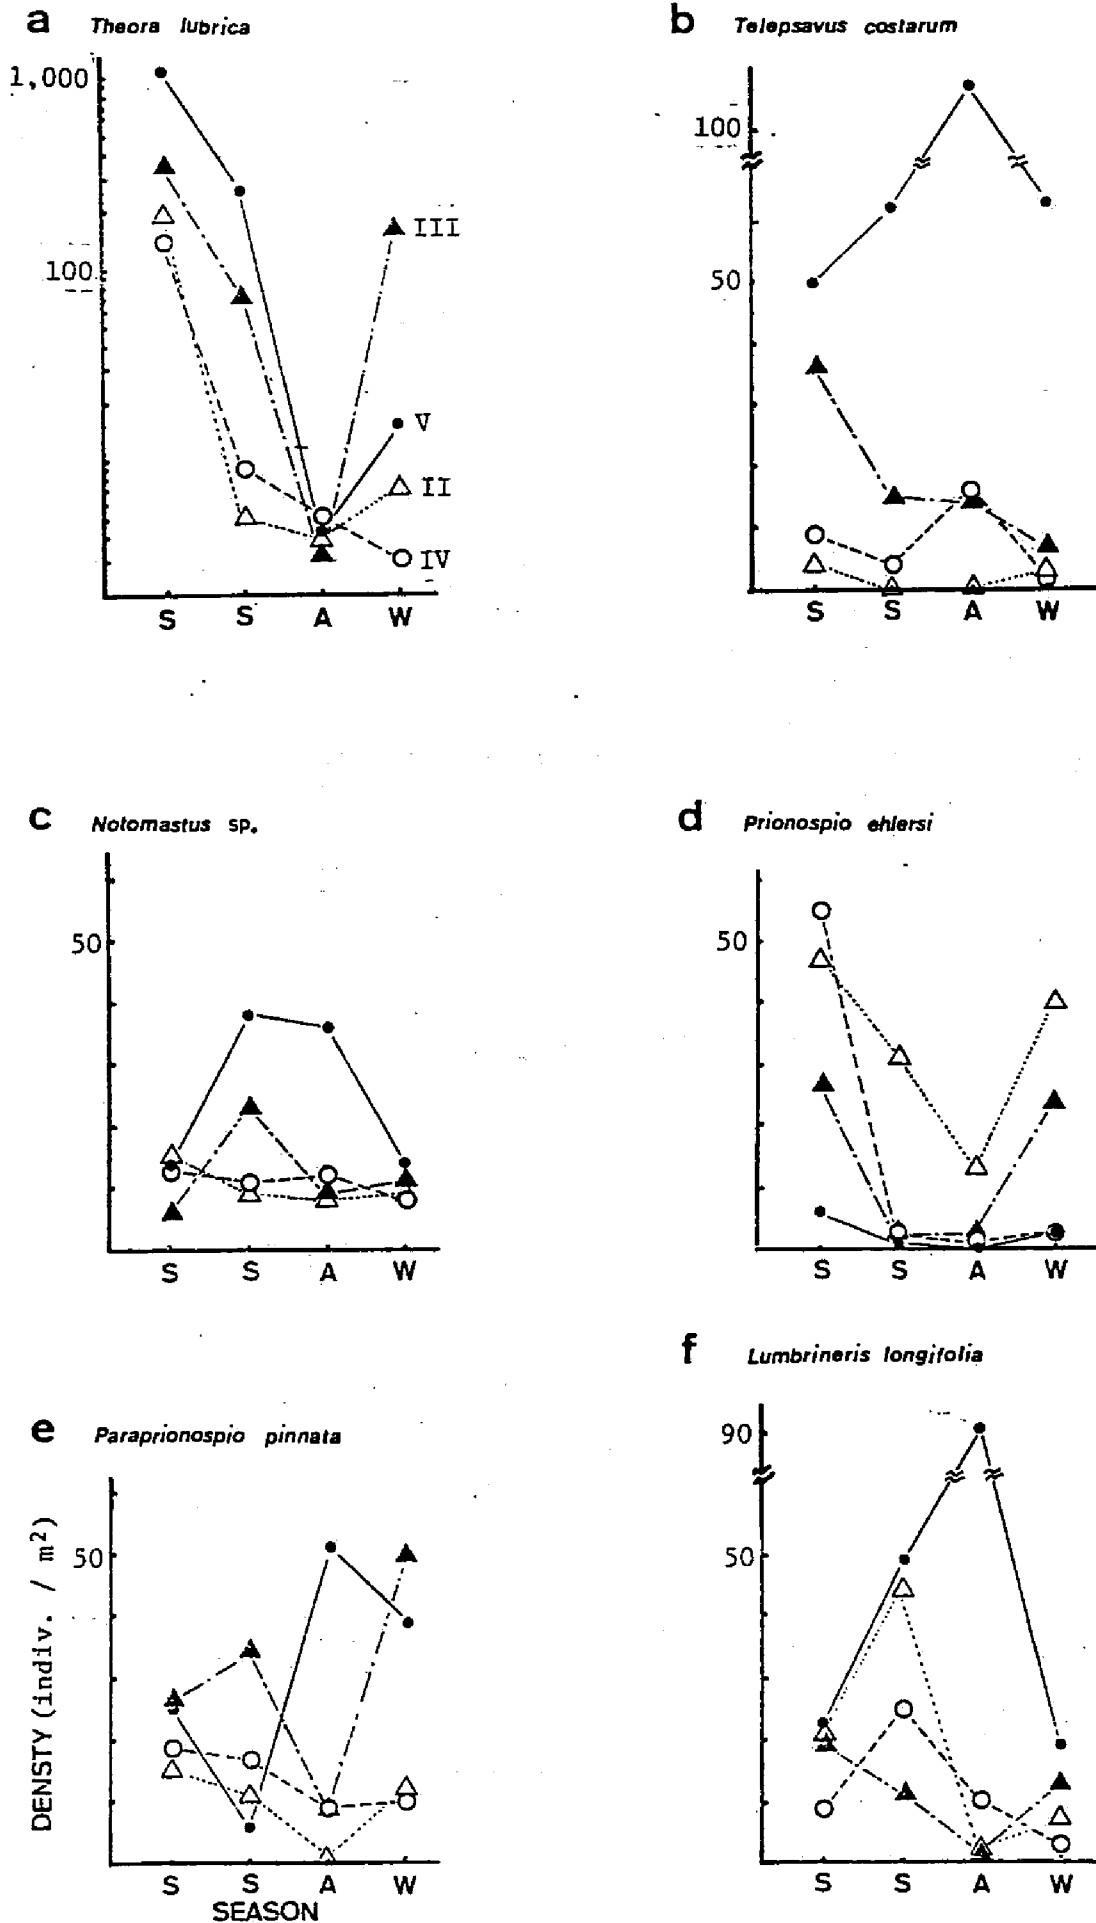 a Theora lubrica
1,000
100
III
V
II
IV
S S A W
b Telepsavus costarum
100
50
S S A W
c Notomastus sp.
50
S S A W
d Prionospio ehlersi
50
S S A W
e Paraprionospio pinnata
50
DENSTY (indiv. / m²)
S S A W
SEASON
f Lumbrineris longifolia
90
50
S S A W